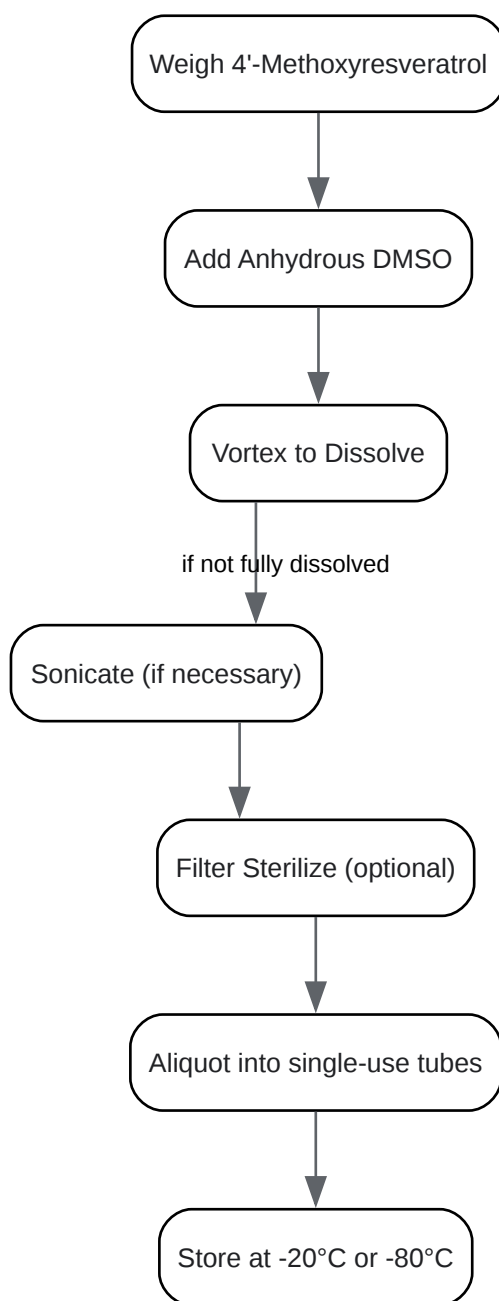 Weigh 4'-Methoxyresveratrol
Add Anhydrous DMSO
Vortex to Dissolve
if not fully dissolved
Sonicate (if necessary)
Filter Sterilize (optional)
Aliquot into single-use tubes
Store at -20°C or -80°C